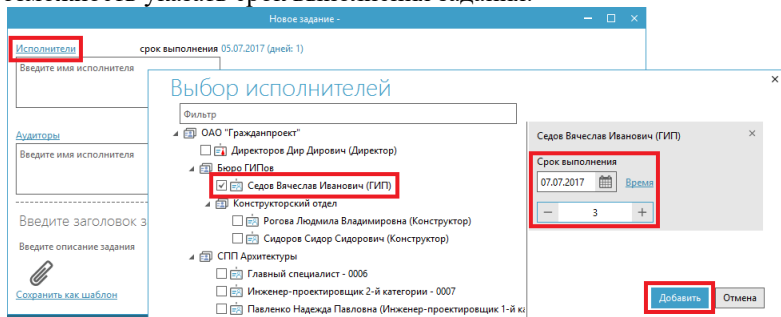 Новое задание -
Исполнители срок выполнения 05.07.2017 (дней: 1)
Введите имя исполнителя
Аудиторы
Введите имя исполнителя
Введите заголовок з
Введите описание задания
Сохранить как шаблон
Выбор исполнителей
Фильтр
ОАО "Гражданпроект"
Директоров Дир Дирович (Директор)
Бюро ГИПов
Седов Вячеслав Иванович (ГИП)
Конструкторский отдел
Рогова Людмила Владимировна (Конструктор)
Сидоров Сидор Сидорович (Конструктор)
СПП Архитектуры
Главный специалист - 0006
Инженер-проектировщик 2-й категории - 0007
Павленко Надежда Павловна (Инженер-проектировщик 1-й ка
Седов Вячеслав Иванович (ГИП)
Срок выполнения
07.07.2017 Время
— 3 +
Добавить Отмена